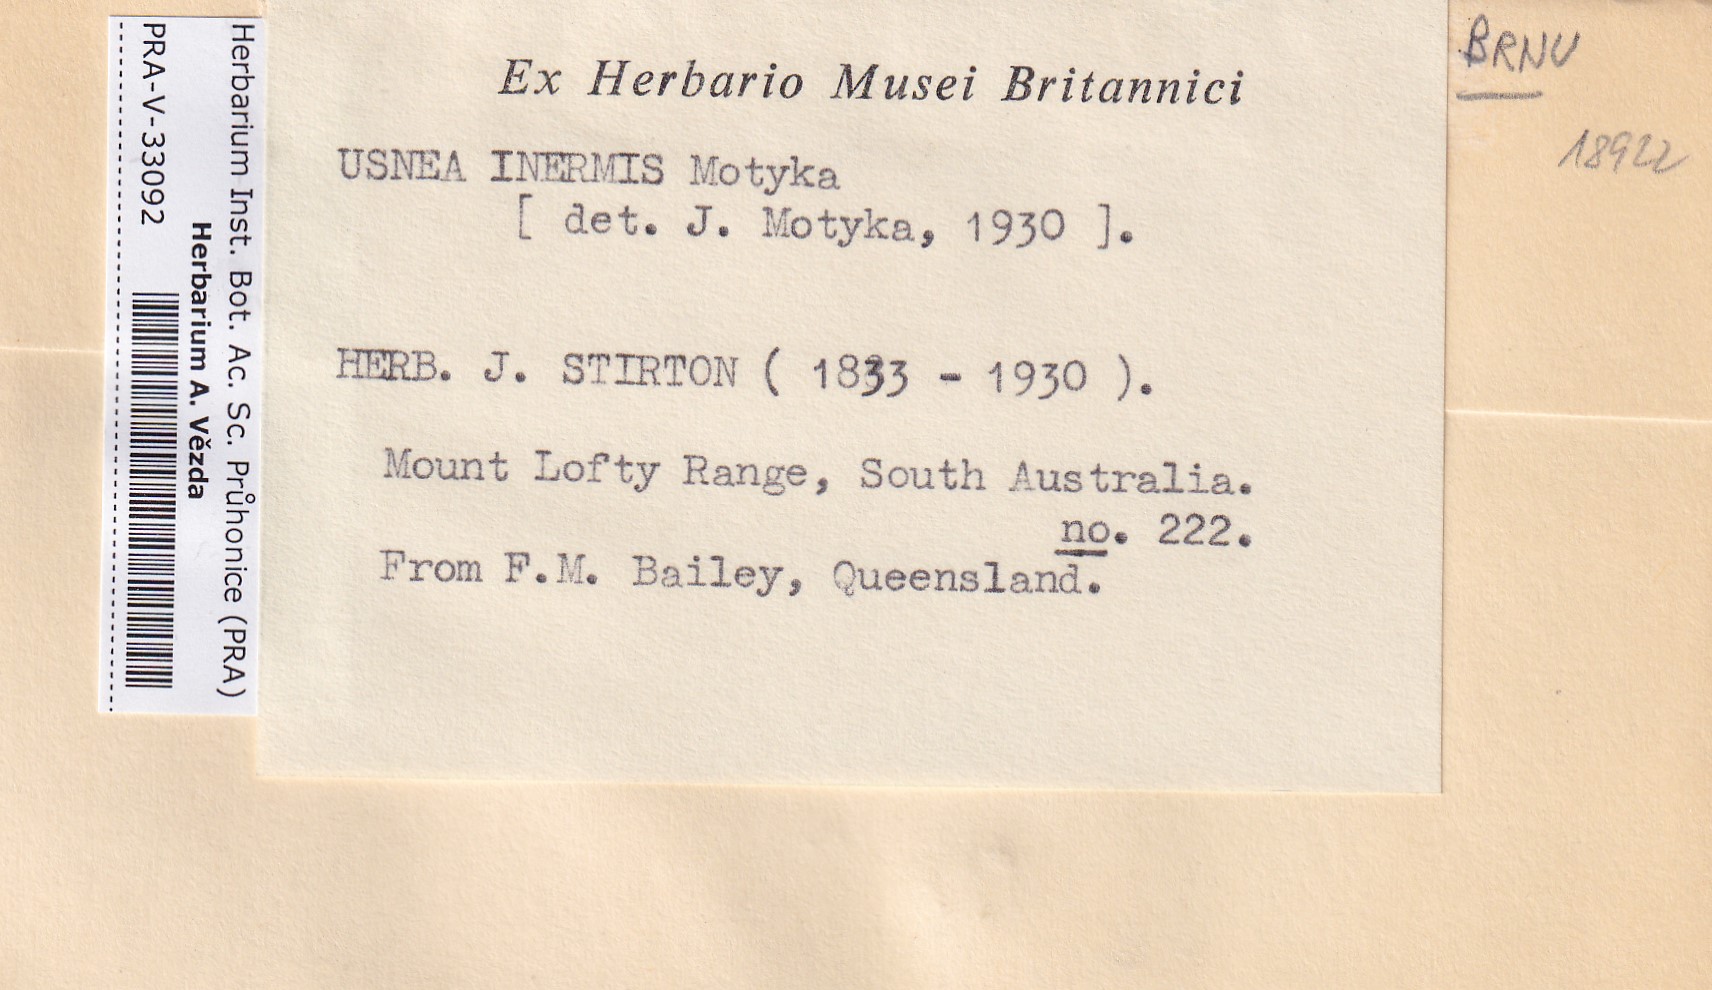 Herbarium Inst. Bot. Ac. Sc. Průhonice (PRA)
Herbarium A. Vězda
PRA-V-33092
Ex Herbario Musei Britannici
USNEA INERMIS Motyka
[ det. J. Motyka, 1930 ].
HERB. J. STIRTON ( 1833 - 1930 ).
Mount Lofty Range, South Australia.
no. 222.
From F.M. Bailey, Queensland.
BRNU
18922